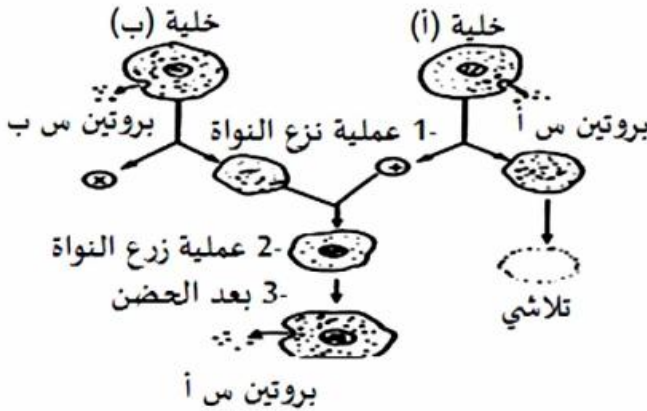 خلية (أ)
خلية (ب)
بروتين س أ
بروتين س ب
-1 عملية نزع النواة
-2 عملية زرع النواة
-3 بعد الحضن
تلاشي
بروتين س أ